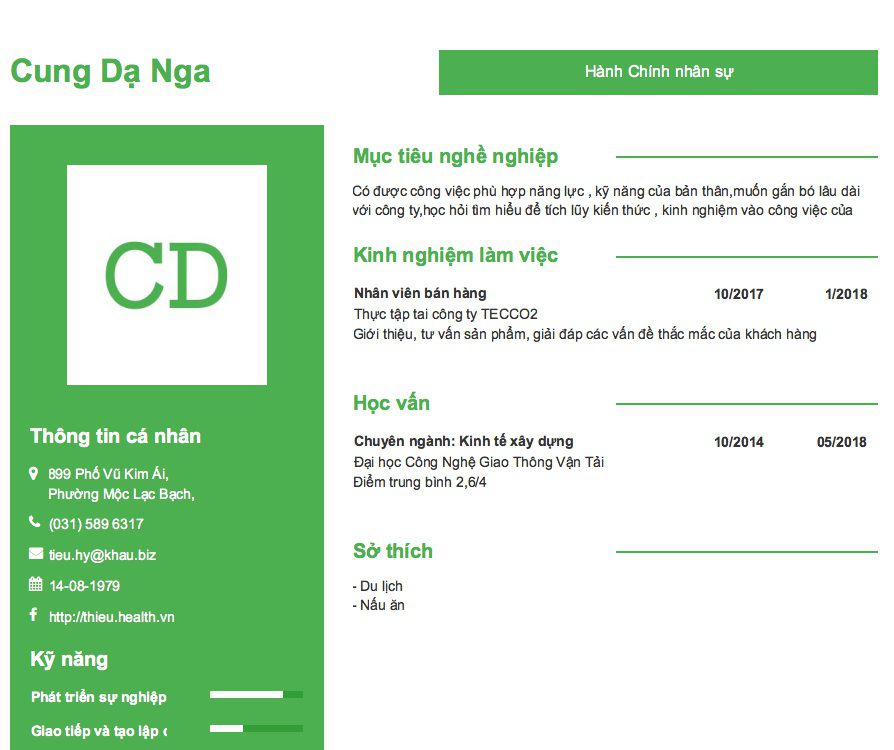 Cung Dạ Nga
Hành Chính nhân sự
CD
Thông tin cá nhân
899 Phố Vũ Kim Ái,
Phường Mộc Lạc Bạch,
(031) 589 6317
tieu.hy@khau.biz
14-08-1979
http://thieu.health.vn
Kỹ năng
Phát triển sự nghiệp
Giao tiếp và tạo lập
Mục tiêu nghề nghiệp
Có được công việc phù hợp năng lực , kỹ năng của bản thân,muốn gắn bó lâu dài
với công ty,học hỏi tìm hiểu để tích lũy kiến thức , kinh nghiệm vào công việc của
Kinh nghiệm làm việc
Nhân viên bán hàng 10/2017 1/2018
Thực tập tai công ty TECCO2
Giới thiệu, tư vấn sản phẩm, giải đáp các vấn đề thắc mắc của khách hàng
Học vấn
Chuyên ngành: Kinh tế xây dựng 10/2014 05/2018
Đại học Công Nghệ Giao Thông Vận Tải
Điểm trung bình 2,6/4
Sở thích
- Du lịch
- Nấu ăn